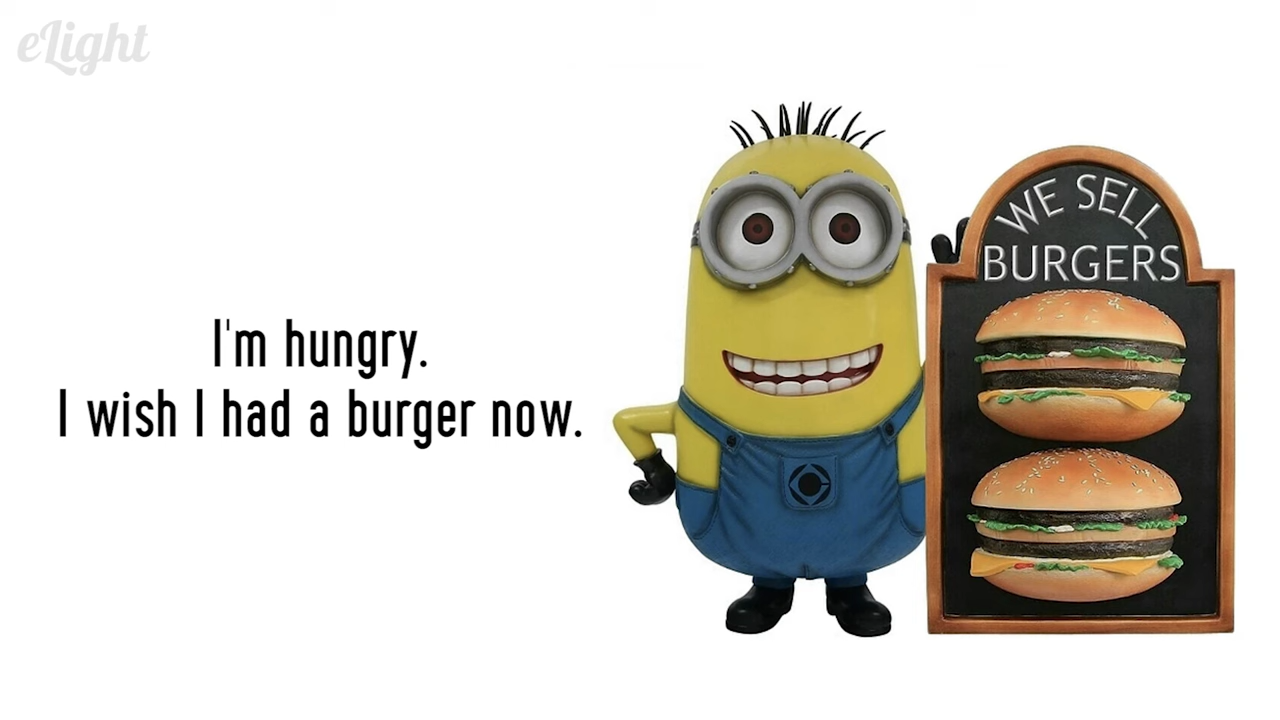 eLight
I'm hungry.
I wish I had a burger now.
WE SELL
BURGERS